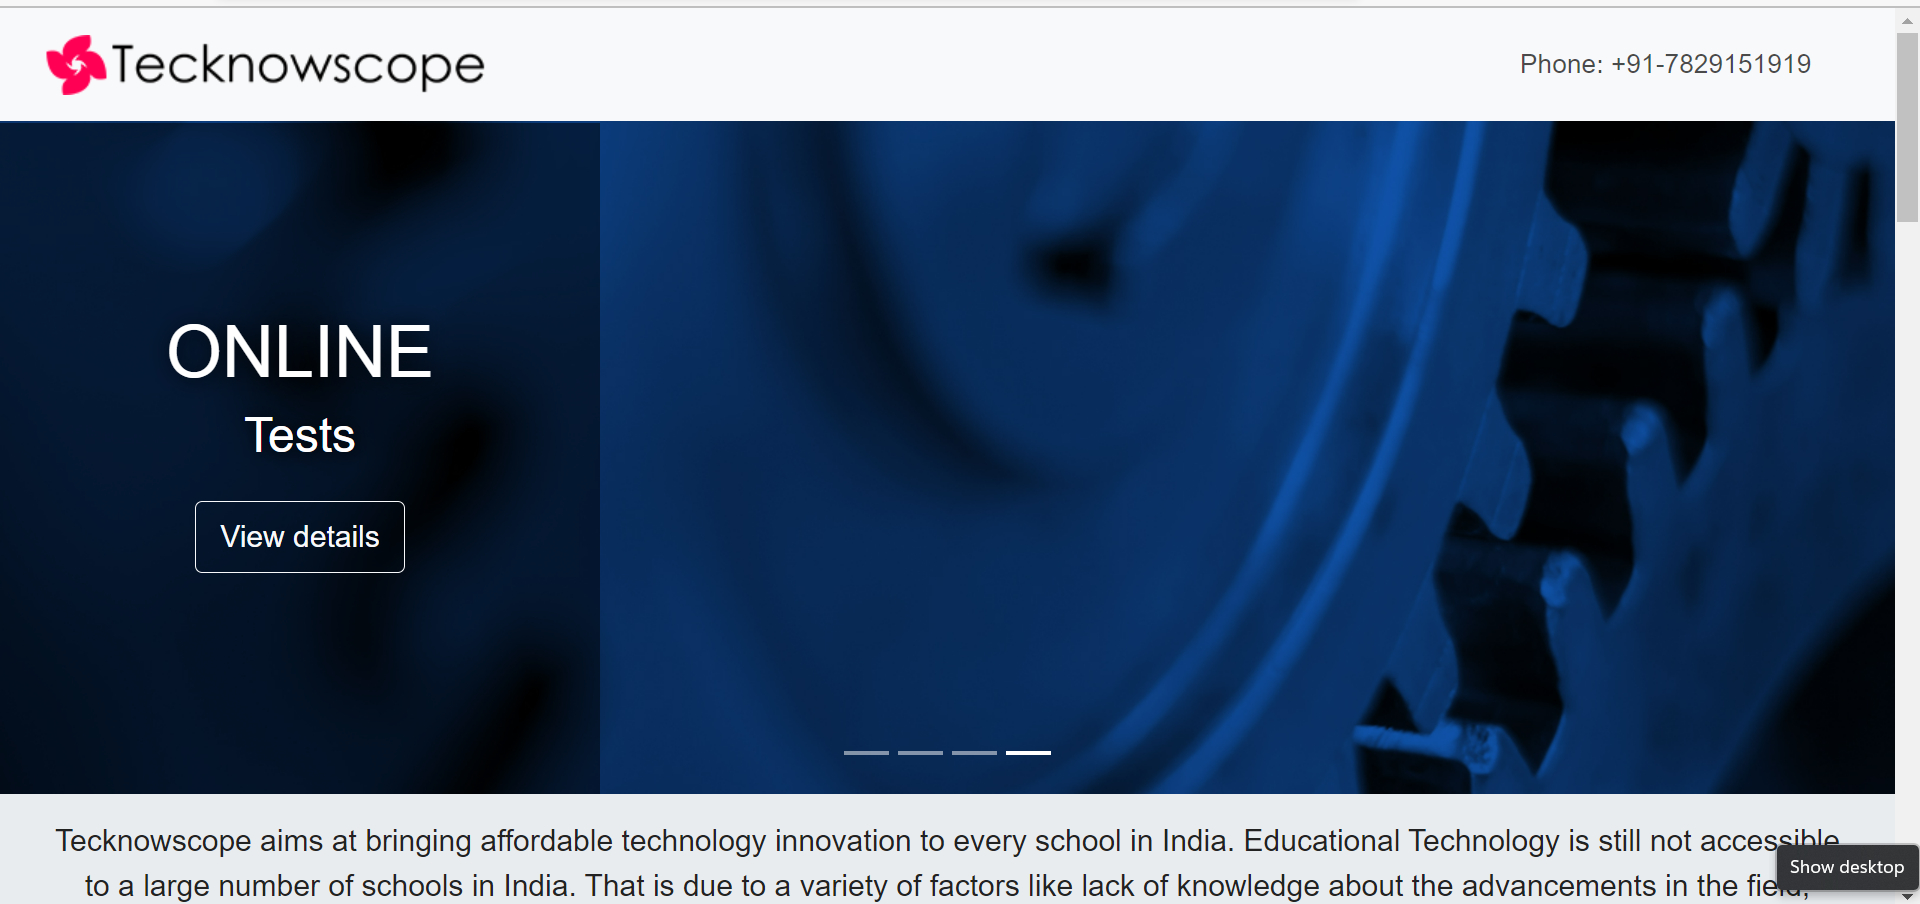 Tecknowscope
Phone: +91-7829151919
ONLINE
Tests
View details
Tecknowscope aims at bringing affordable technology innovation to every school in India. Educational Technology is still not accessible
to a large number of schools in India. That is due to a variety of factors like lack of knowledge about the advancements in the field,
Show desktop